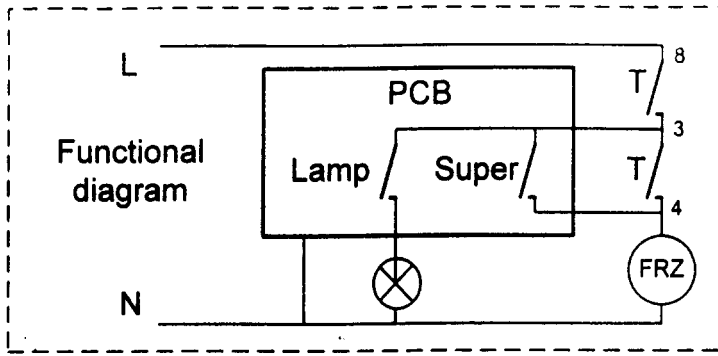 L
8
PCB
T
3
Functional
diagram
Lamp
Super
T
4
FRZ
N